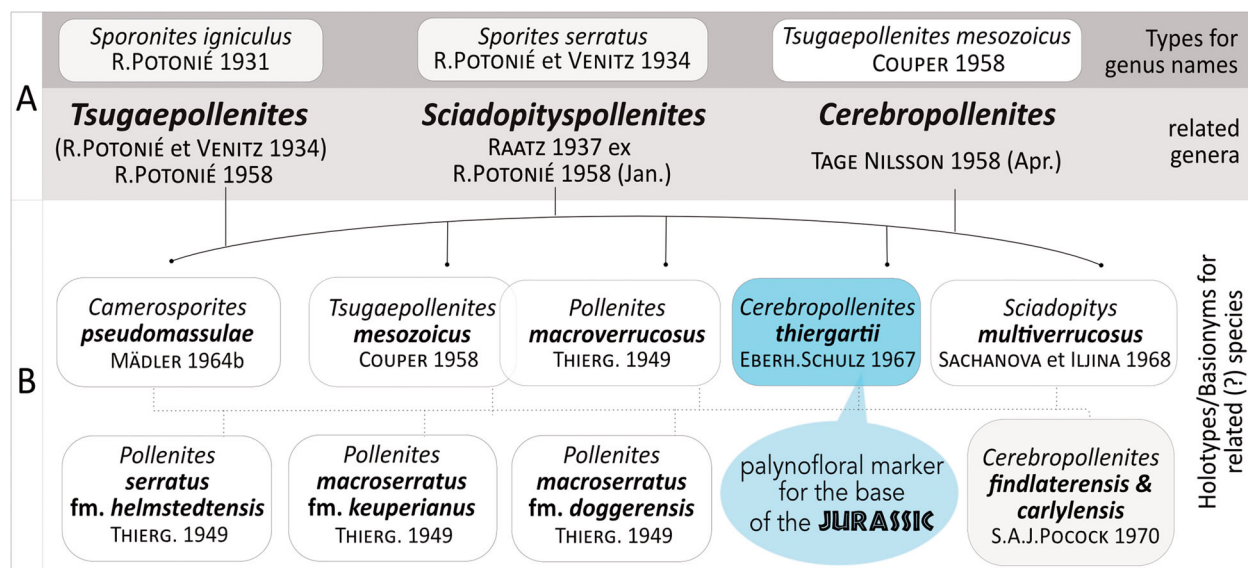 A
Sporonites igniculus
R.POTONIÉ 1931
Sporites serratus
R.POTONIÉ et VENITZ 1934
Tsugaepollenites mesozoicus
COUPER 1958
Types for
genus names
Tsugaepollenites
(R.POTONIÉ et VENITZ 1934)
R.POTONIÉ 1958
Sciadopityspollenites
RAATZ 1937 ex
R.POTONIÉ 1958 (Jan.)
Cerebropollenites
TAGE NILSSON 1958 (Apr.)
related
genera
B
Camerosporites
pseudomassulae
MÄDLER 1964b
Tsugaepollenites
mesozoicus
COUPER 1958
Pollenites
macroverrucosus
THIERG. 1949
Cerebropollenites
thiergartii
EBERH.SCHULZ 1967
Sciadopitys
multiverrucosus
SACHANOVA et ILJINA 1968
Pollenites
serratus
fm. helmstedtensis
THIERG. 1949
Pollenites
macroserratus
fm. keuperianus
THIERG. 1949
Pollenites
macroserratus
fm. doggerensis
THIERG. 1949
palynofloral marker
for the base
of the JURASSIC
Cerebropollenites
findlaterensis &
carlylensis
S.A.J.POCOCK 1970
Holotypes/Basionyms for
related (?) species